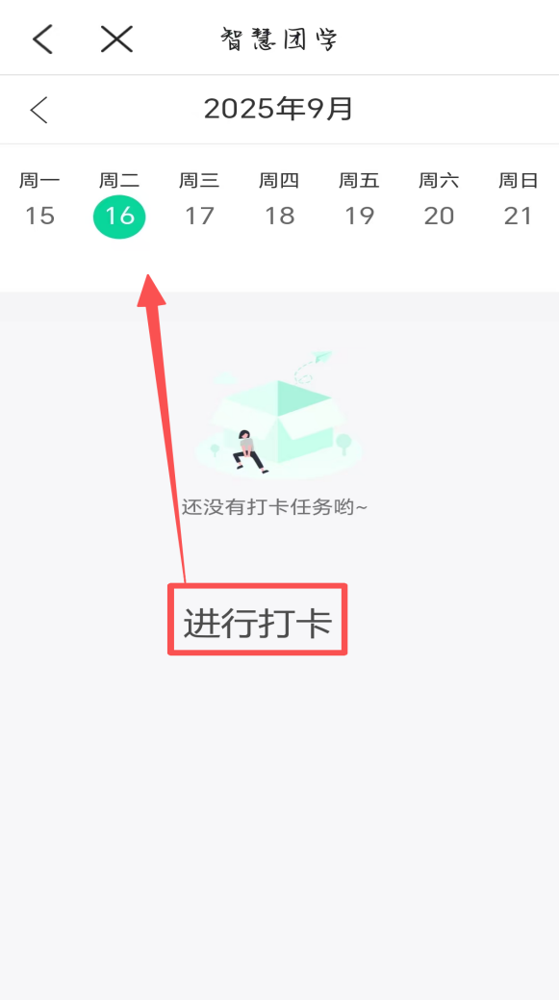 智慧团学
2025年9月
周一 周二 周三 周四 周五 周六 周日
15 16 17 18 19 20 21
还没有打卡任务哟~
进行打卡